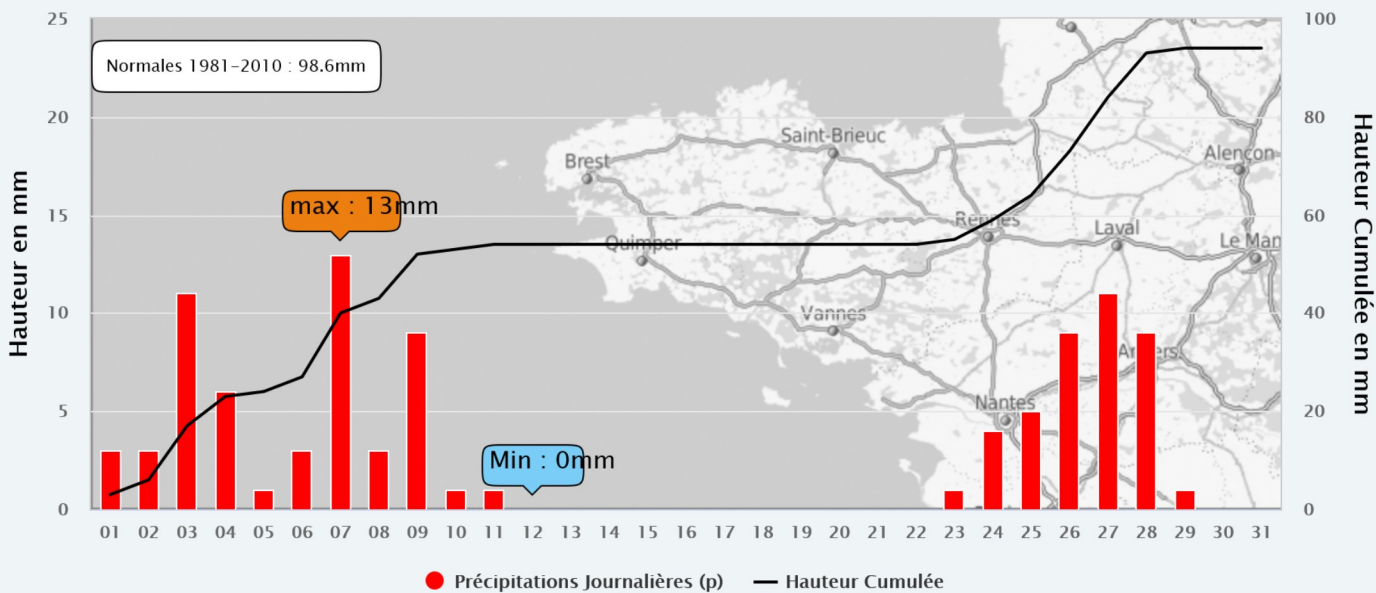 25
20
15
10
5
0
Hauteur en mm
Normales 1981-2010 : 98.6mm
max : 13mm
Min : 0mm
Brest
Saint-Brieuc
Alençon
Quimper
Rennes
Laval
Le Man
Vannes
Angers
Nantes
100
80
60
40
20
0
Hauteur Cumulée en mm
01 02 03 04 05 06 07 08 09 10 11 12 13 14 15 16 17 18 19 20 21 22 23 24 25 26 27 28 29 30 31
Précipitations Journalières (p) Hauteur Cumulée